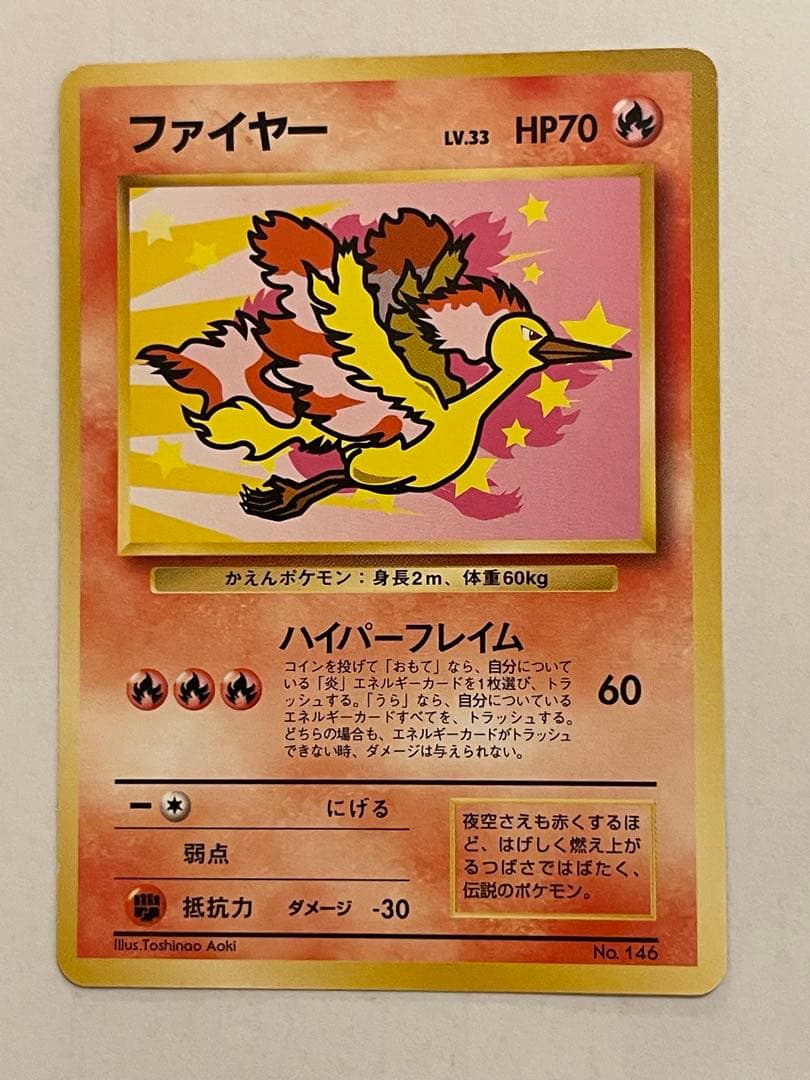 ファイヤー LV.33 HP70
かえんポケモン：身長2m、体重60kg
ハイパーフレイム
コインを投げて「おもて」なら、自分についてい
いる「炎」エネルギーカードを1枚選び、トラ
ッシュする。「うら」なら、自分についている
エネルギーカードすべてを、トラッシュする。
どちらの場合も、エネルギーカードがトラッシュ
できない時、ダメージは与えられない。
60
にげる
弱点
抵抗力 ダメージ -30
夜空さえも赤くするほ
ど、はげしく燃え上が
るつばさではばたく、
伝説のポケモン。
Illus.Toshinao Aoki
No. 146